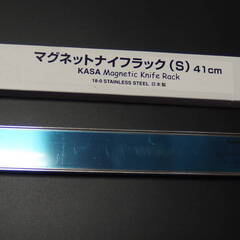 マグネットナイフラック(S)41cm
KASA Magnetic Knife Rack
18-0 STAINLESS STEEL 日本製